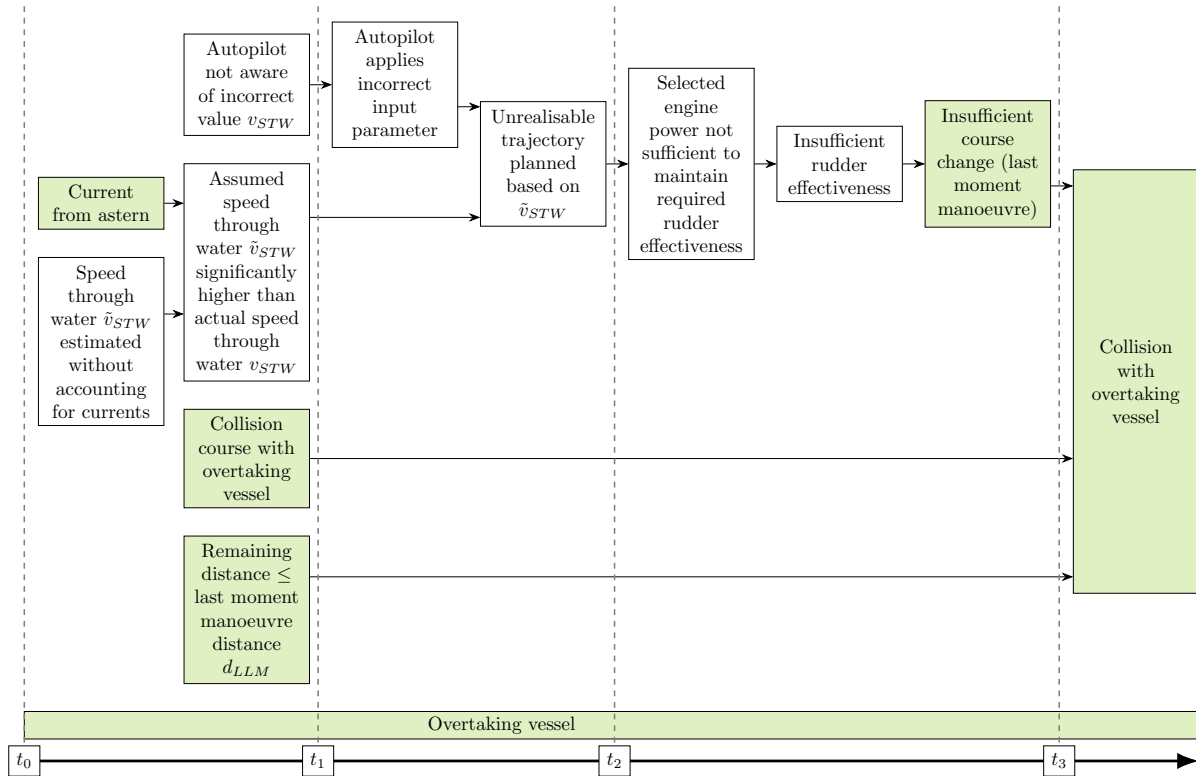 Autopilot
not aware
of incorrect
value v_STW
Autopilot
applies
incorrect
input
parameter
Unrealisable
trajectory
planned
based on
ṽ_STW
Selected
engine
power not
sufficient to
maintain
required
rudder
effectiveness
Insufficient
rudder
effectiveness
Insufficient
course
change (last
moment
manoeuvre)
Current
from astern
Assumed
speed
through
water ṽ_STW
significantly
higher than
actual speed
through
water v_STW
Speed
through
water ṽ_STW
estimated
without
accounting
for currents
Collision
with
overtaking
vessel
Collision
course with
overtaking
vessel
Remaining
distance ≤
last moment
manoeuvre
distance
d_LLM
Overtaking vessel
t_0
t_1
t_2
t_3